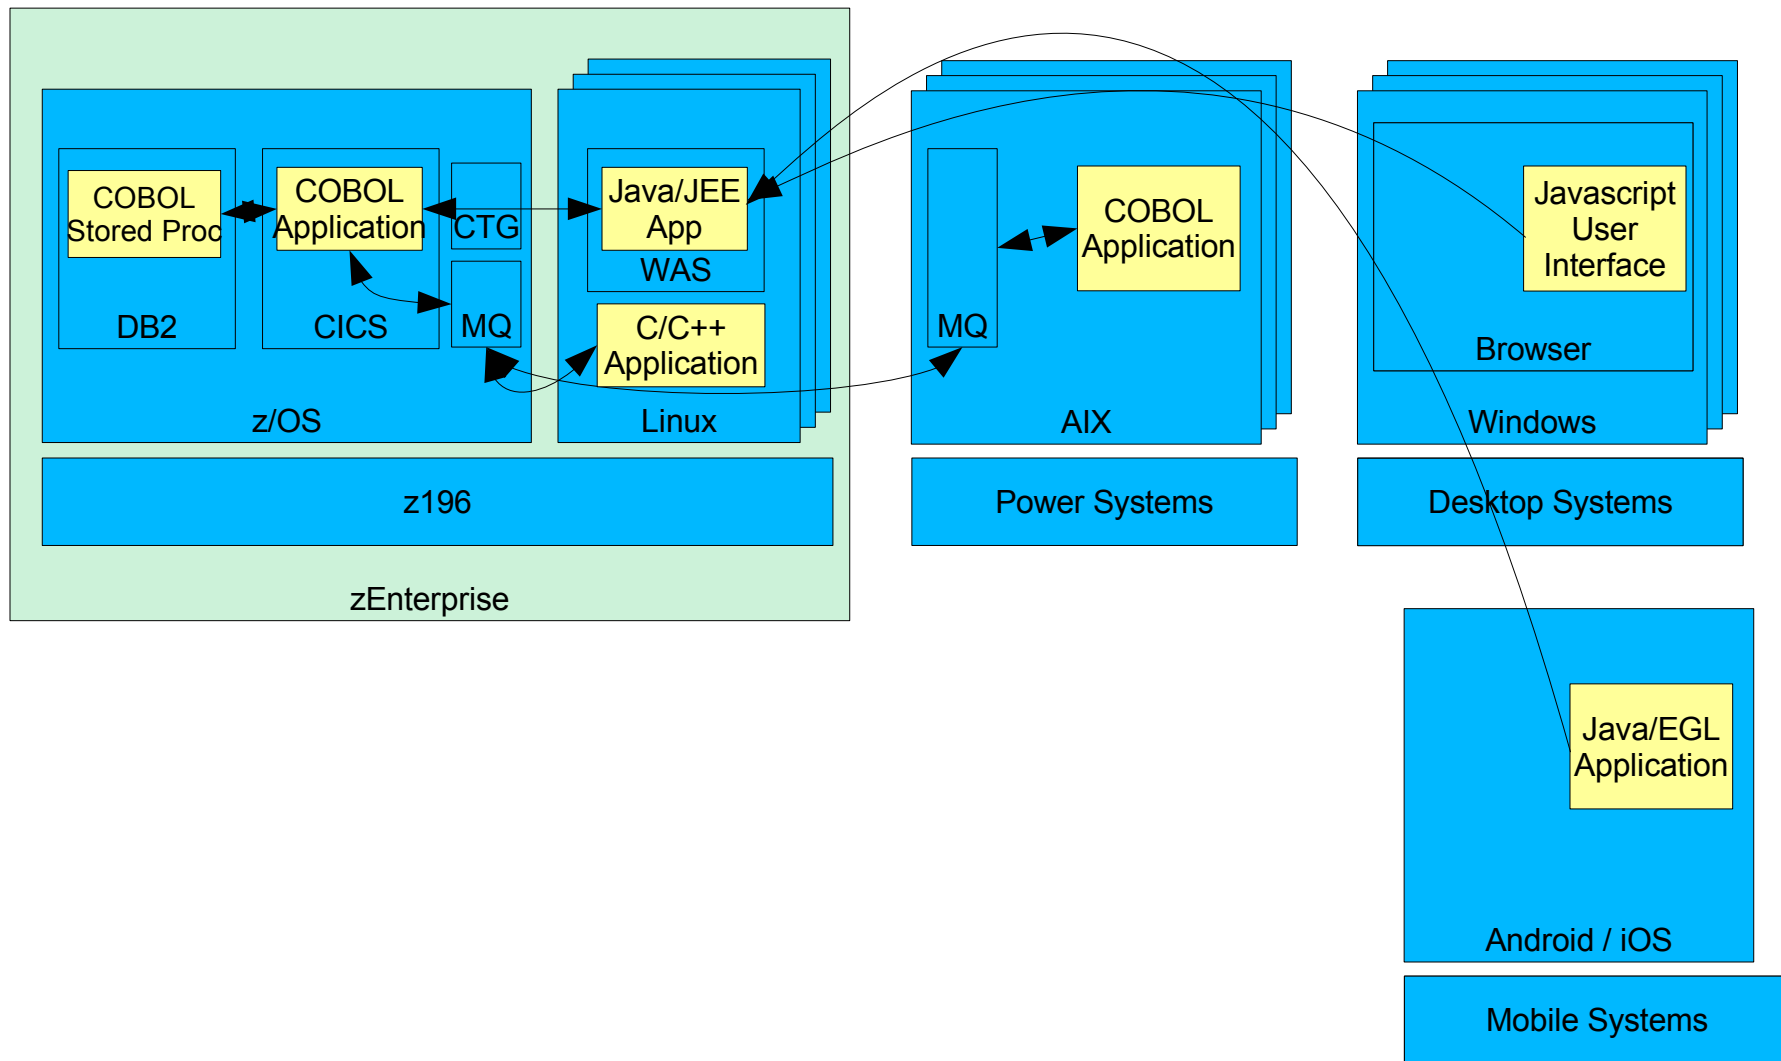 COBOL
Stored Proc
DB2
COBOL
Application
CICS
CTG
MQ
z/OS
Java/JEE
App
WAS
C/C++
Application
Linux
z196
zEnterprise
MQ
COBOL
Application
AIX
Power Systems
Javascript
User
Interface
Browser
Windows
Desktop Systems
Java/EGL
Application
Android / iOS
Mobile Systems